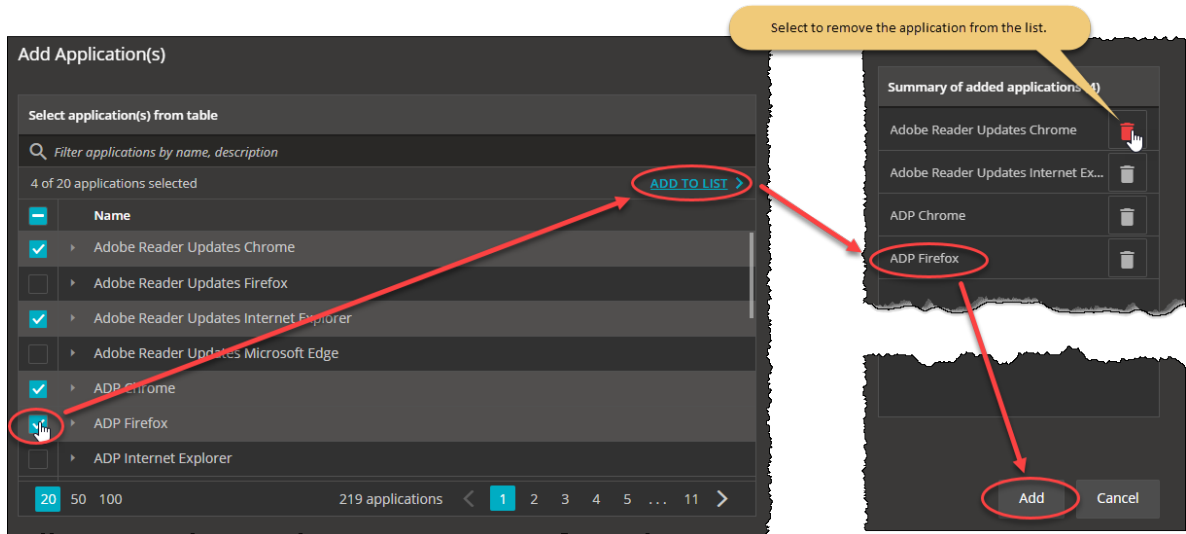 Select to remove the application from the list.
Add Application(s)
Select application(s) from table
Filter applications by name, description
4 of 20 applications selected
ADD TO LIST
Name
Adobe Reader Updates Chrome
Adobe Reader Updates Firefox
Adobe Reader Updates Internet Explorer
Adobe Reader Updates Microsoft Edge
ADP Chrome
ADP Firefox
ADP Internet Explorer
20 50 100 219 applications 1 2 3 4 5 ... 11
Summary of added applications (4)
Adobe Reader Updates Chrome
Adobe Reader Updates Internet Ex...
ADP Chrome
ADP Firefox
Add Cancel